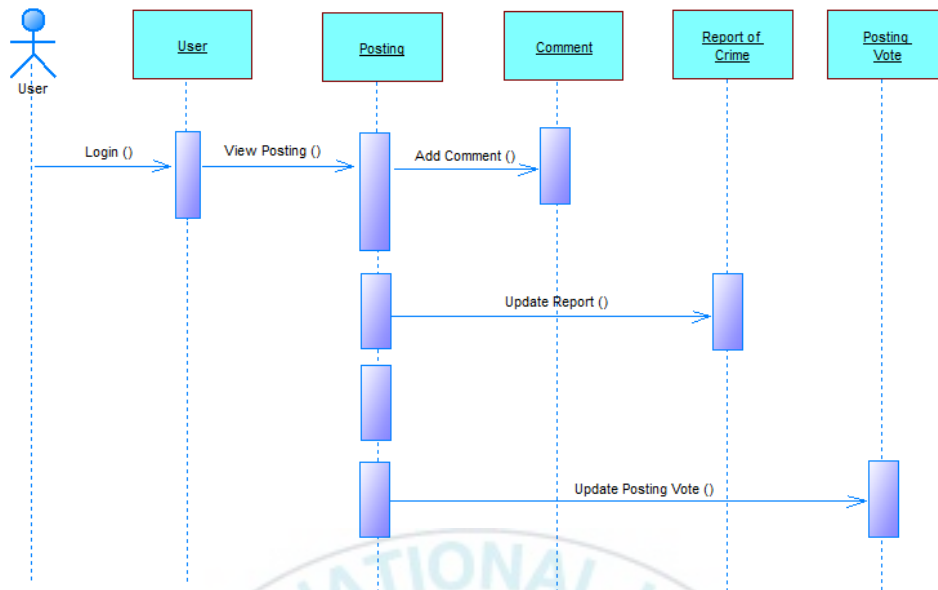 User
Posting
Comment
Report of
Crime
Posting
Vote
User
Login ()
View Posting ()
Add Comment ()
Update Report ()
Update Posting Vote ()
NATIONAL